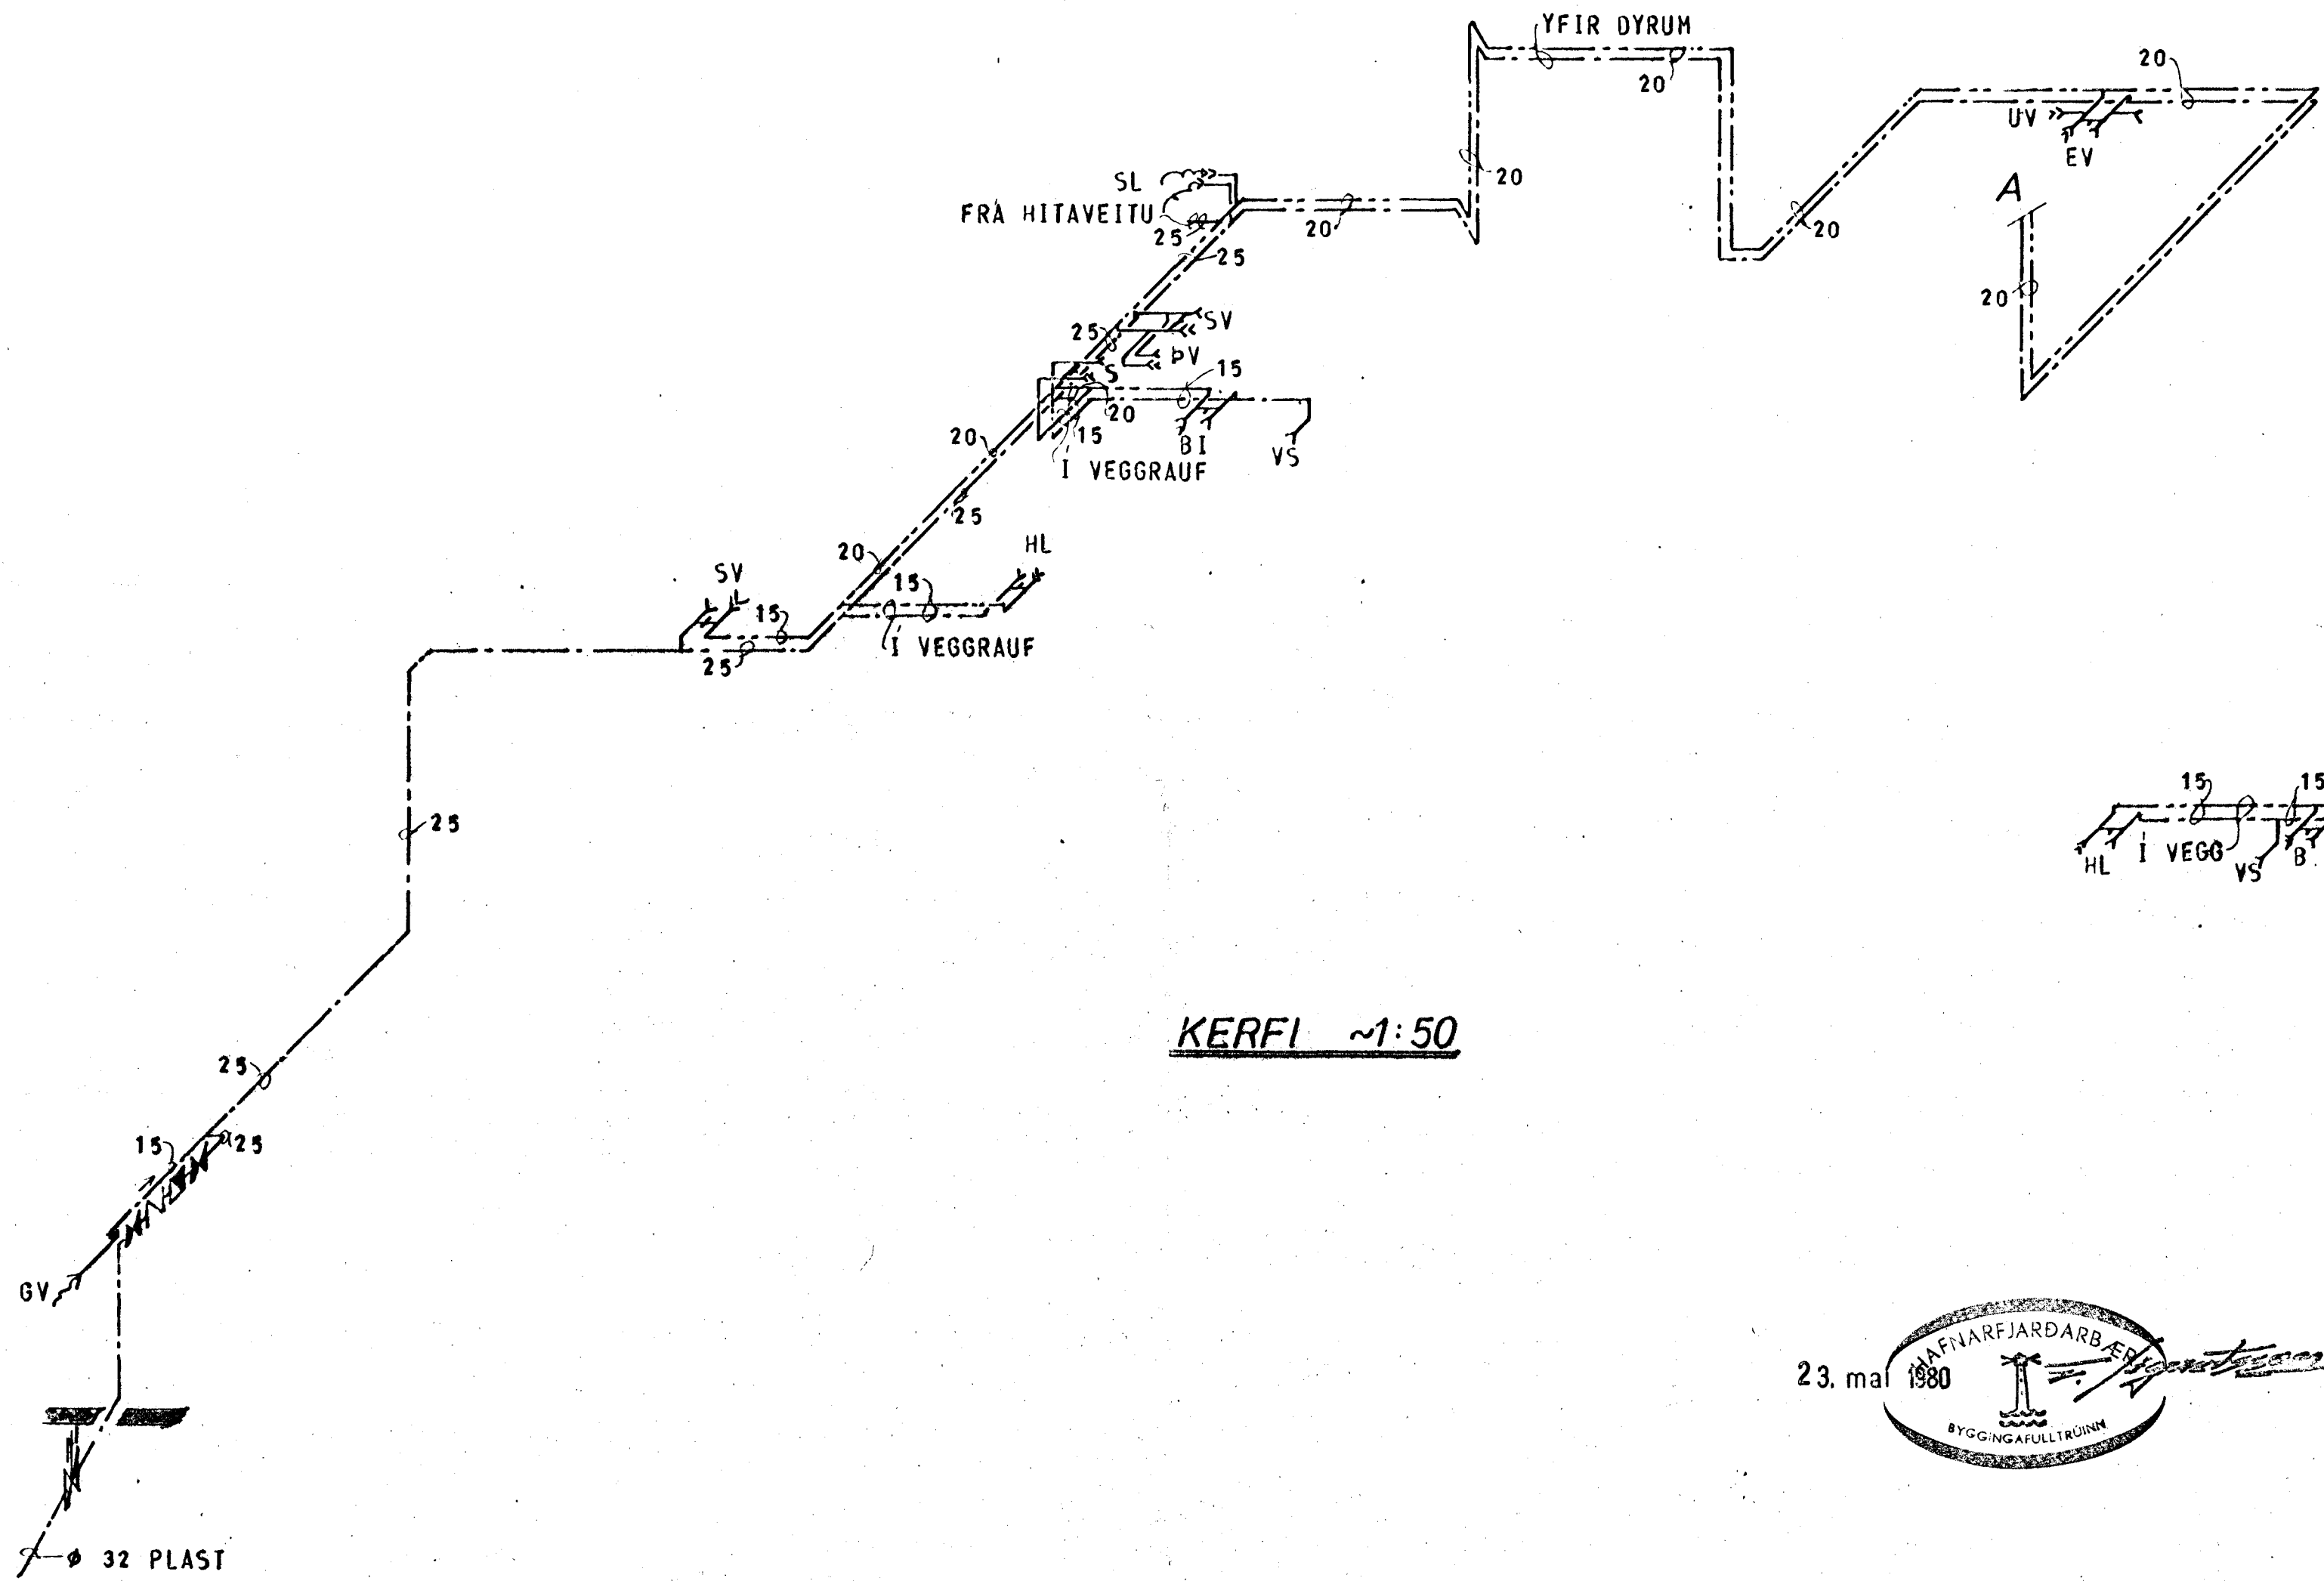 YFIR DYRUM
20
20
UV
EV
SL
FRÁ HITAVEITU
25
25
20
20
20
A
20
25
SV
ÞV
S
15
20
15
BI
VS
Í VEGGRAUF
20
25
20
HL
SV
15
15
25
Í VEGGRAUF
25
15
15
HL
Í VEGG
VS
B
KERFI ~1:50
25
15
25
GV
HAFNARFJARÐARBÆR
23. maí 1980
BYGGINGAFULLTRÚINN
ø 32 PLAST